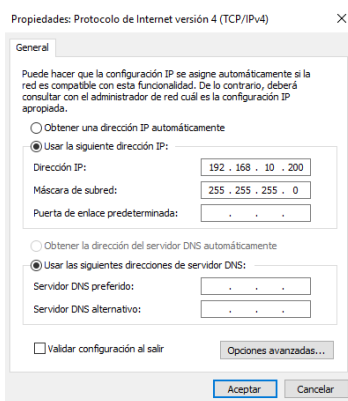 Propiedades: Protocolo de Internet versión 4 (TCP/IPv4)
General
Puede hacer que la configuración IP se asigne automáticamente si la
red es compatible con esta funcionalidad. De lo contrario, deberá
consultar con el administrador de red cuál es la configuración IP
apropiada.
Obtener una dirección IP automáticamente
Usar la siguiente dirección IP:
Dirección IP: 192 . 168 . 10 . 200
Máscara de subred: 255 . 255 . 255 . 0
Puerta de enlace predeterminada: . . .
Obtener la dirección del servidor DNS automáticamente
Usar las siguientes direcciones de servidor DNS:
Servidor DNS preferido: . . .
Servidor DNS alternativo: . . .
Validar configuración al salir Opciones avanzadas...
Aceptar Cancelar